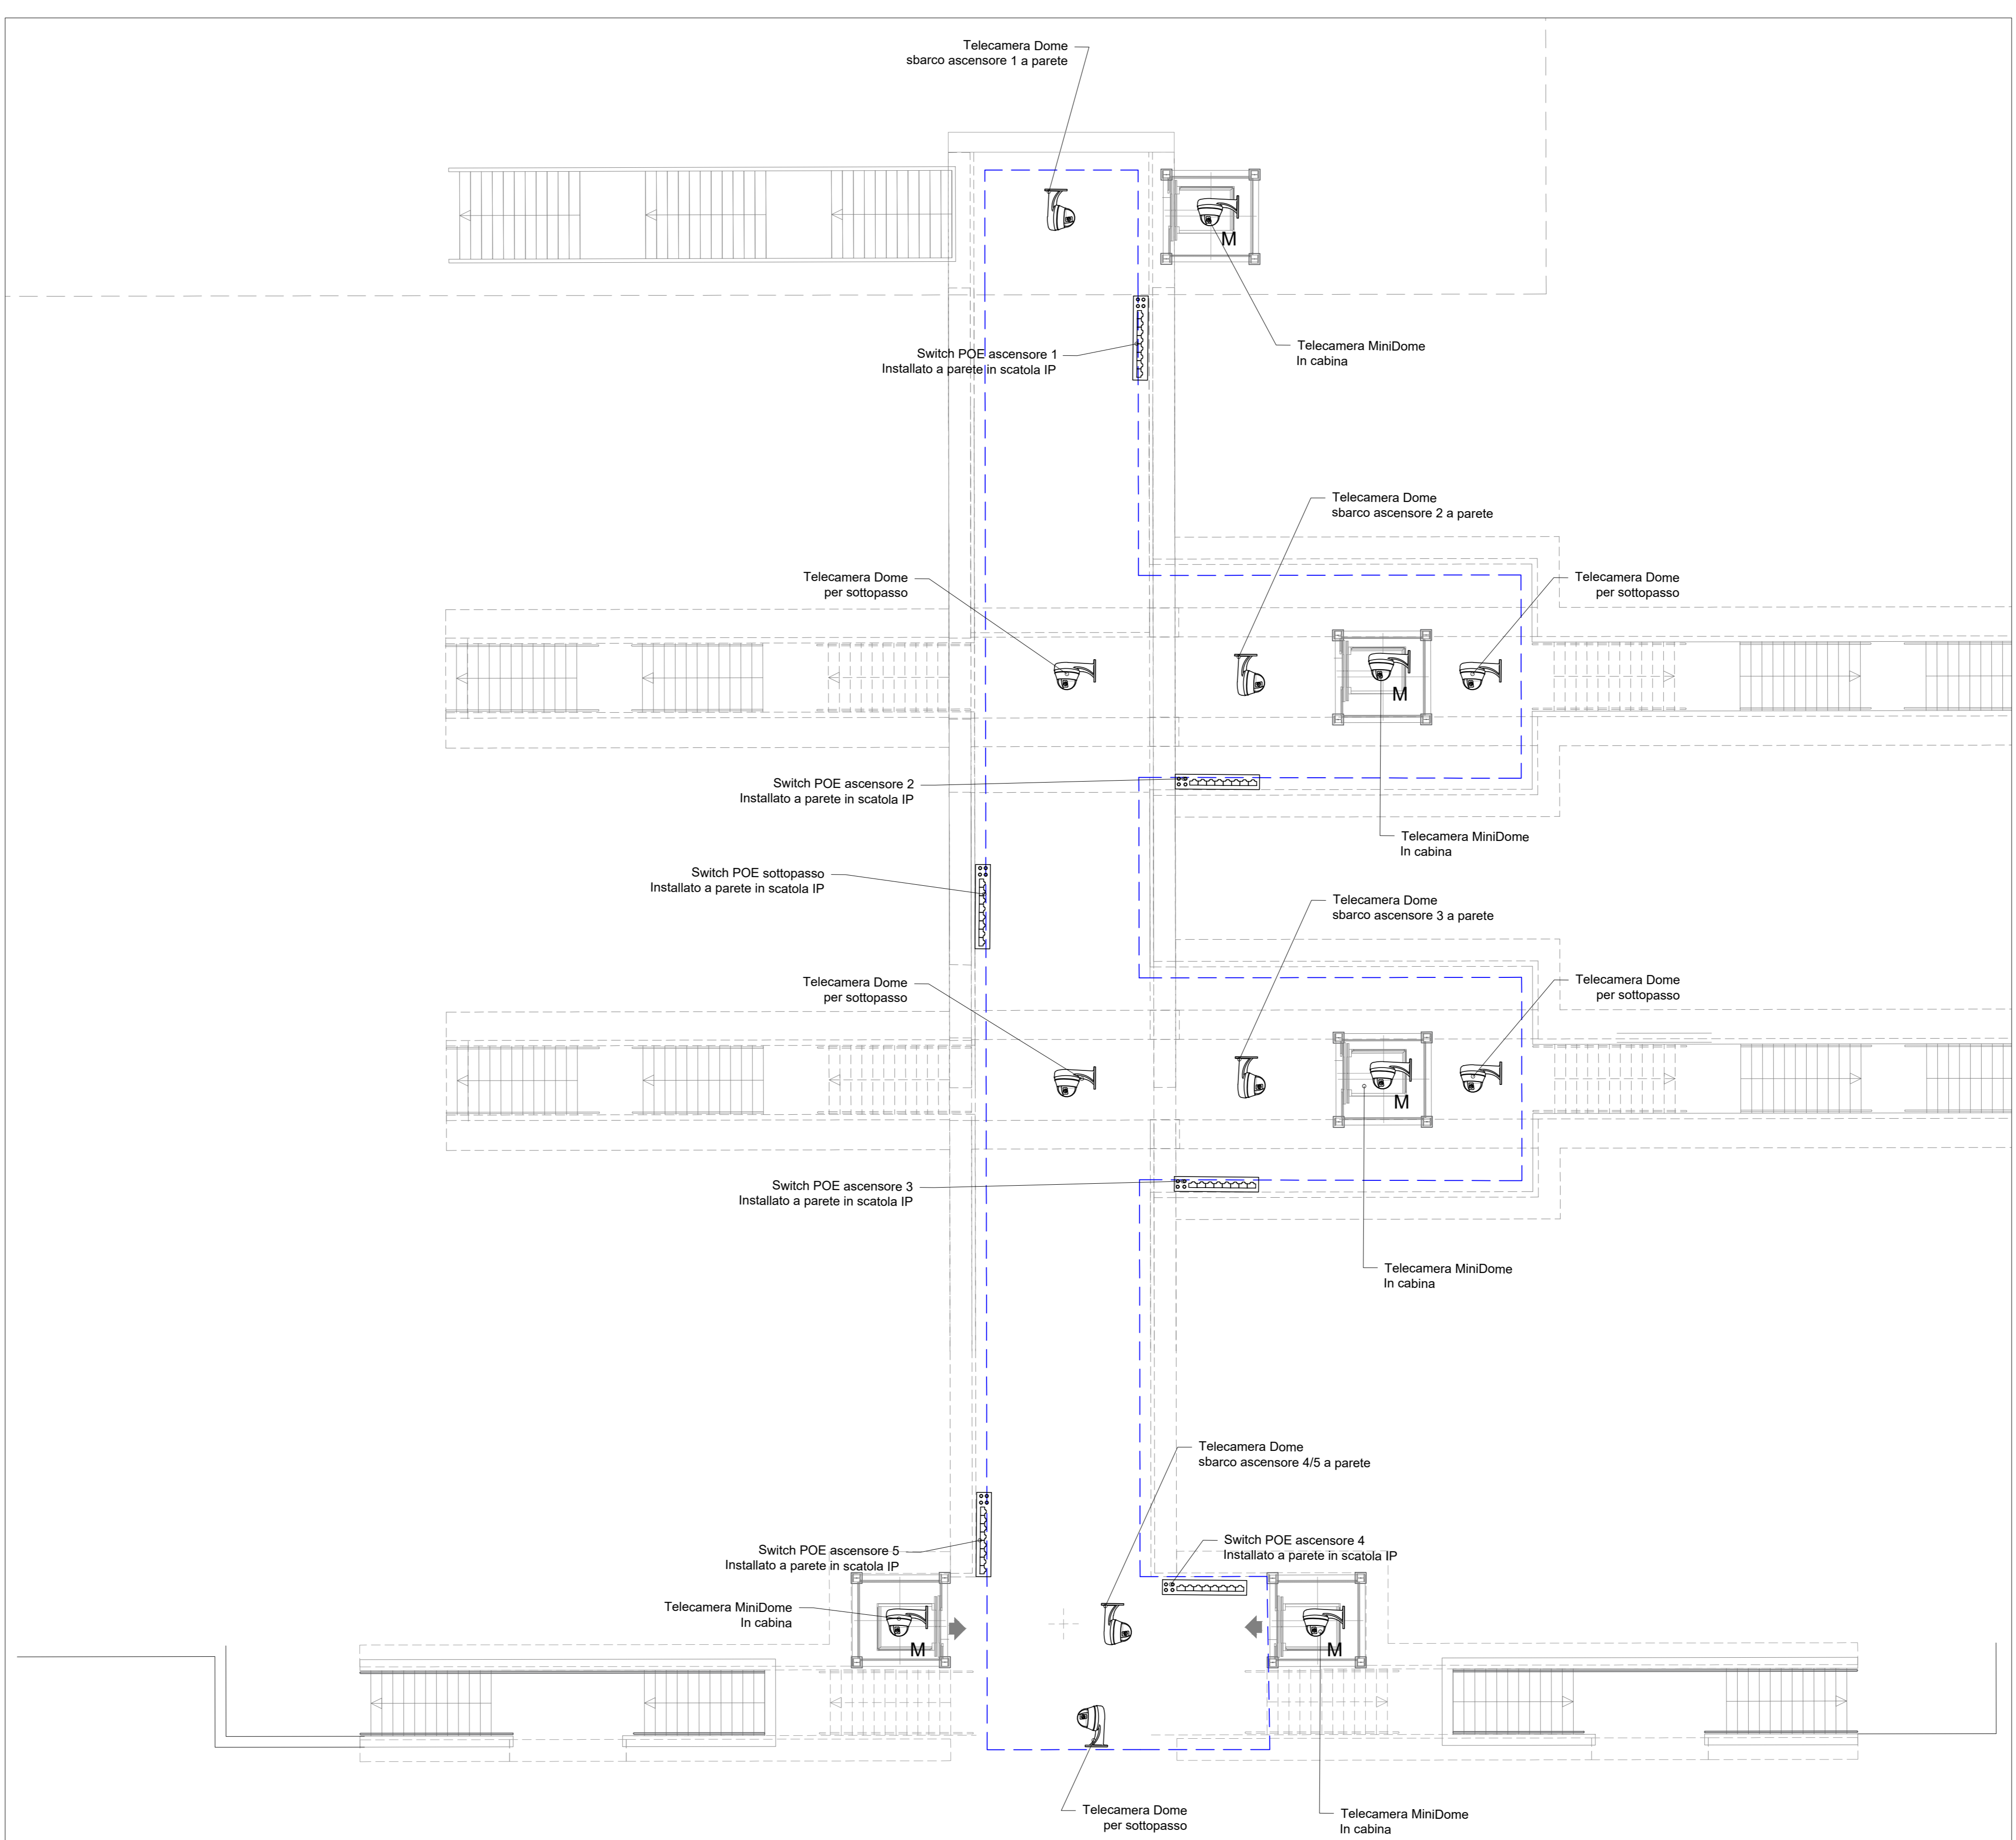 Telecamera Dome
sbarco ascensore 1 a parete
M
Switch POE ascensore 1
Installato a parete in scatola IP
Telecamera MiniDome
In cabina
Telecamera Dome
sbarco ascensore 2 a parete
Telecamera Dome
per sottopasso
Telecamera Dome
per sottopasso
M
Switch POE ascensore 2
Installato a parete in scatola IP
Telecamera MiniDome
In cabina
Switch POE sottopasso
Installato a parete in scatola IP
Telecamera Dome
sbarco ascensore 3 a parete
Telecamera Dome
per sottopasso
Telecamera Dome
per sottopasso
M
Switch POE ascensore 3
Installato a parete in scatola IP
Telecamera MiniDome
In cabina
Telecamera Dome
sbarco ascensore 4/5 a parete
Switch POE ascensore 5
Installato a parete in scatola IP
Switch POE ascensore 4
Installato a parete in scatola IP
Telecamera MiniDome
In cabina
M
M
Telecamera Dome
per sottopasso
Telecamera MiniDome
In cabina